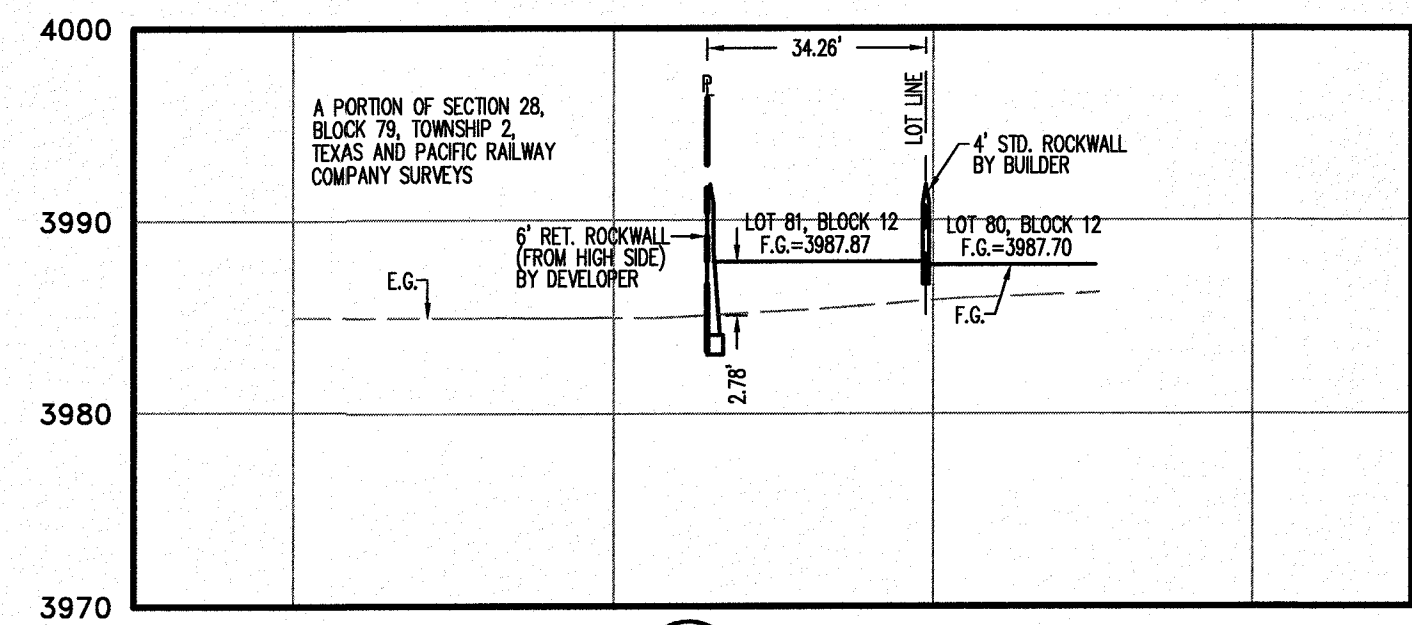 4000
34.26'
P
LOT LINE
A PORTION OF SECTION 28,
BLOCK 79, TOWNSHIP 2,
TEXAS AND PACIFIC RAILWAY
COMPANY SURVEYS
4' STD. ROCKWALL
BY BUILDER
3990
6' RET. ROCKWALL
(FROM HIGH SIDE)
BY DEVELOPER
LOT 81, BLOCK 12
F.G.=3987.87
LOT 80, BLOCK 12
F.G.=3987.70
E.G.
F.G.
2.78'
3980
3970